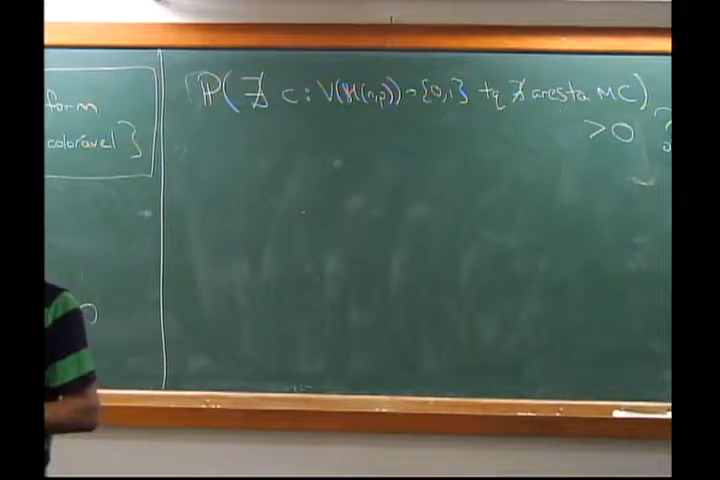 form
colorável }
P( ∄ c : V(H(n,p)) → {0,1} tq ∄ aresta MC)
>0